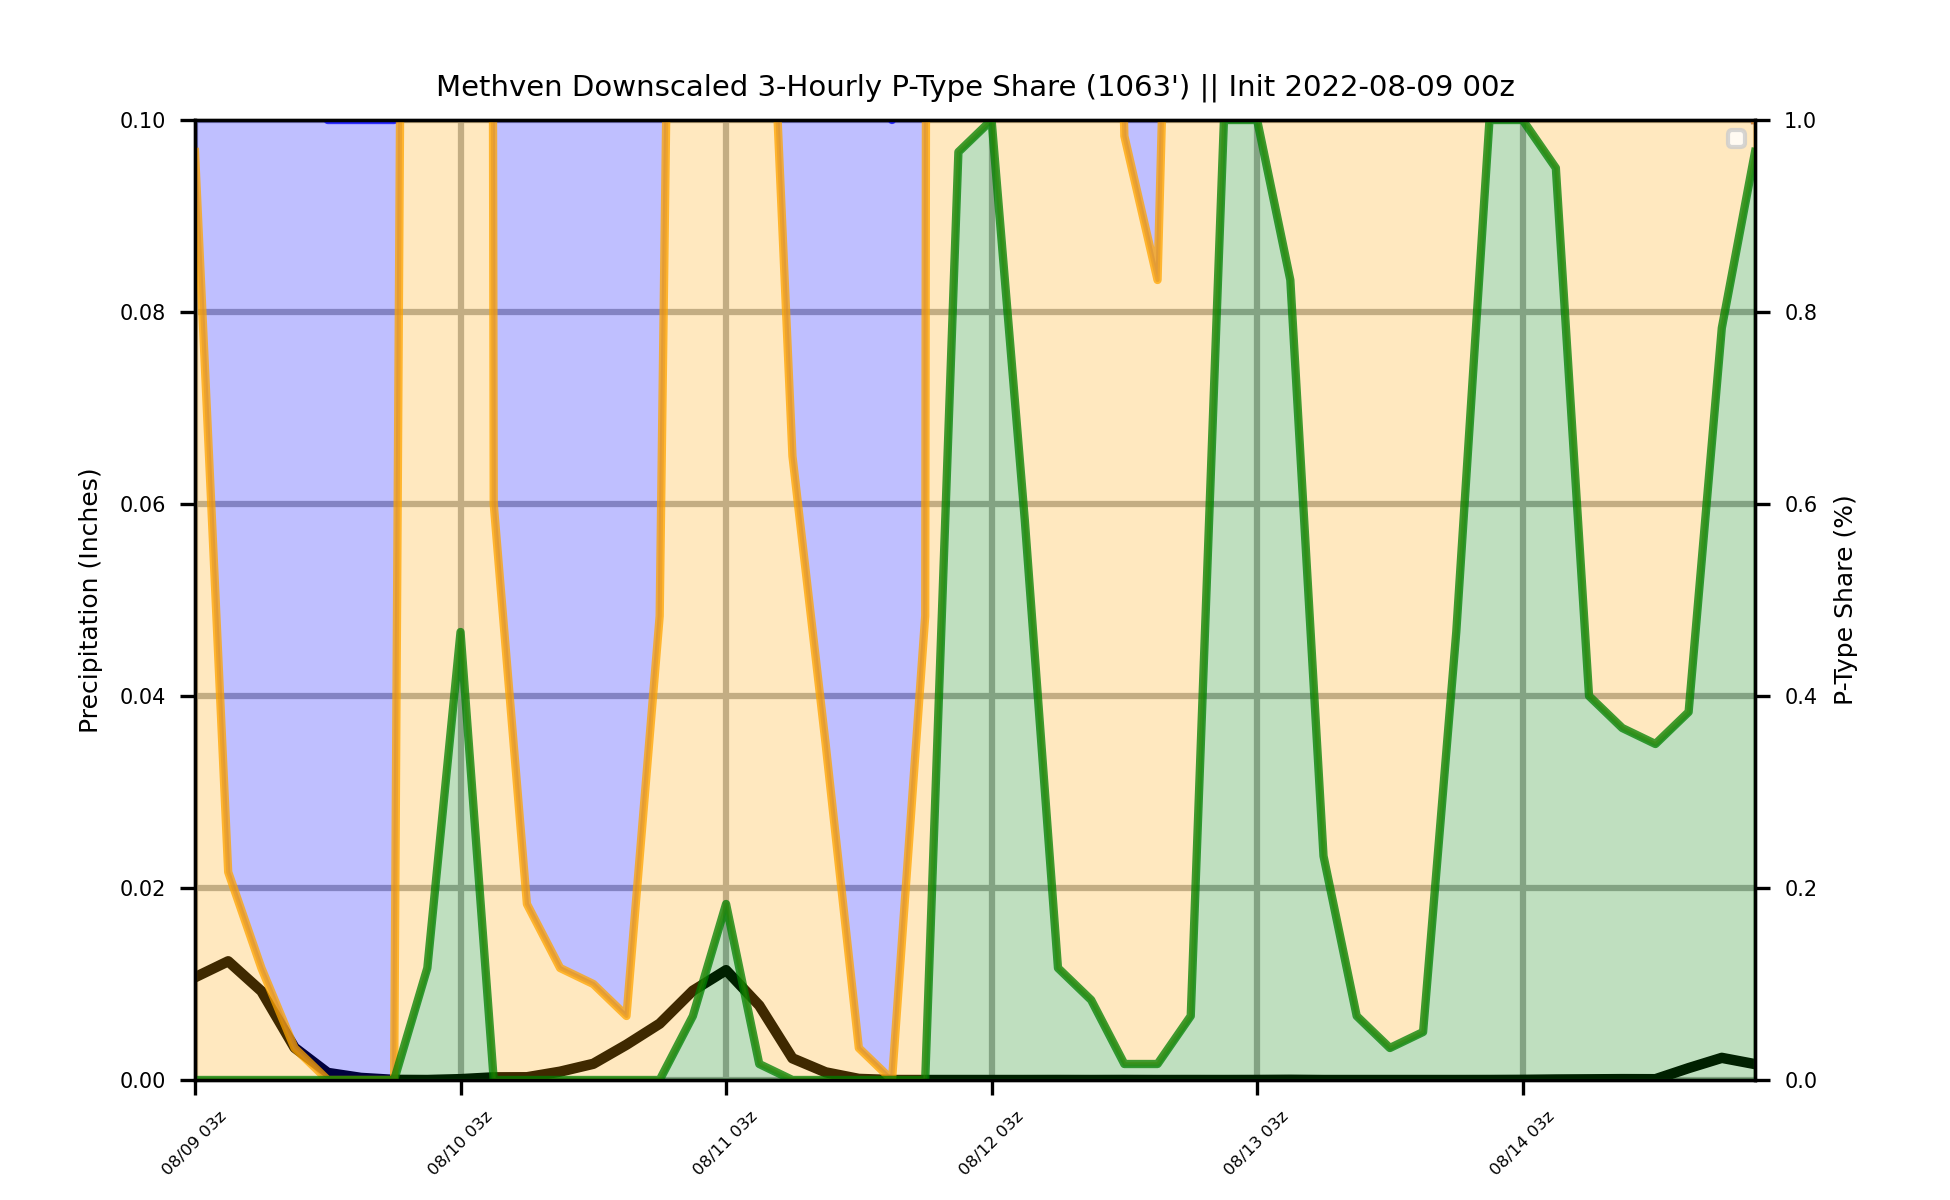 Methven Downscaled 3-Hourly P-Type Share (1063') || Init 2022-08-09 00z
Precipitation (Inches)
0.10
0.08
0.06
0.04
0.02
0.00
1.0
0.8
0.6
0.4
0.2
0.0
P-Type Share (%)
08/09 03z
08/10 03z
08/11 03z
08/12 03z
08/13 03z
08/14 03z